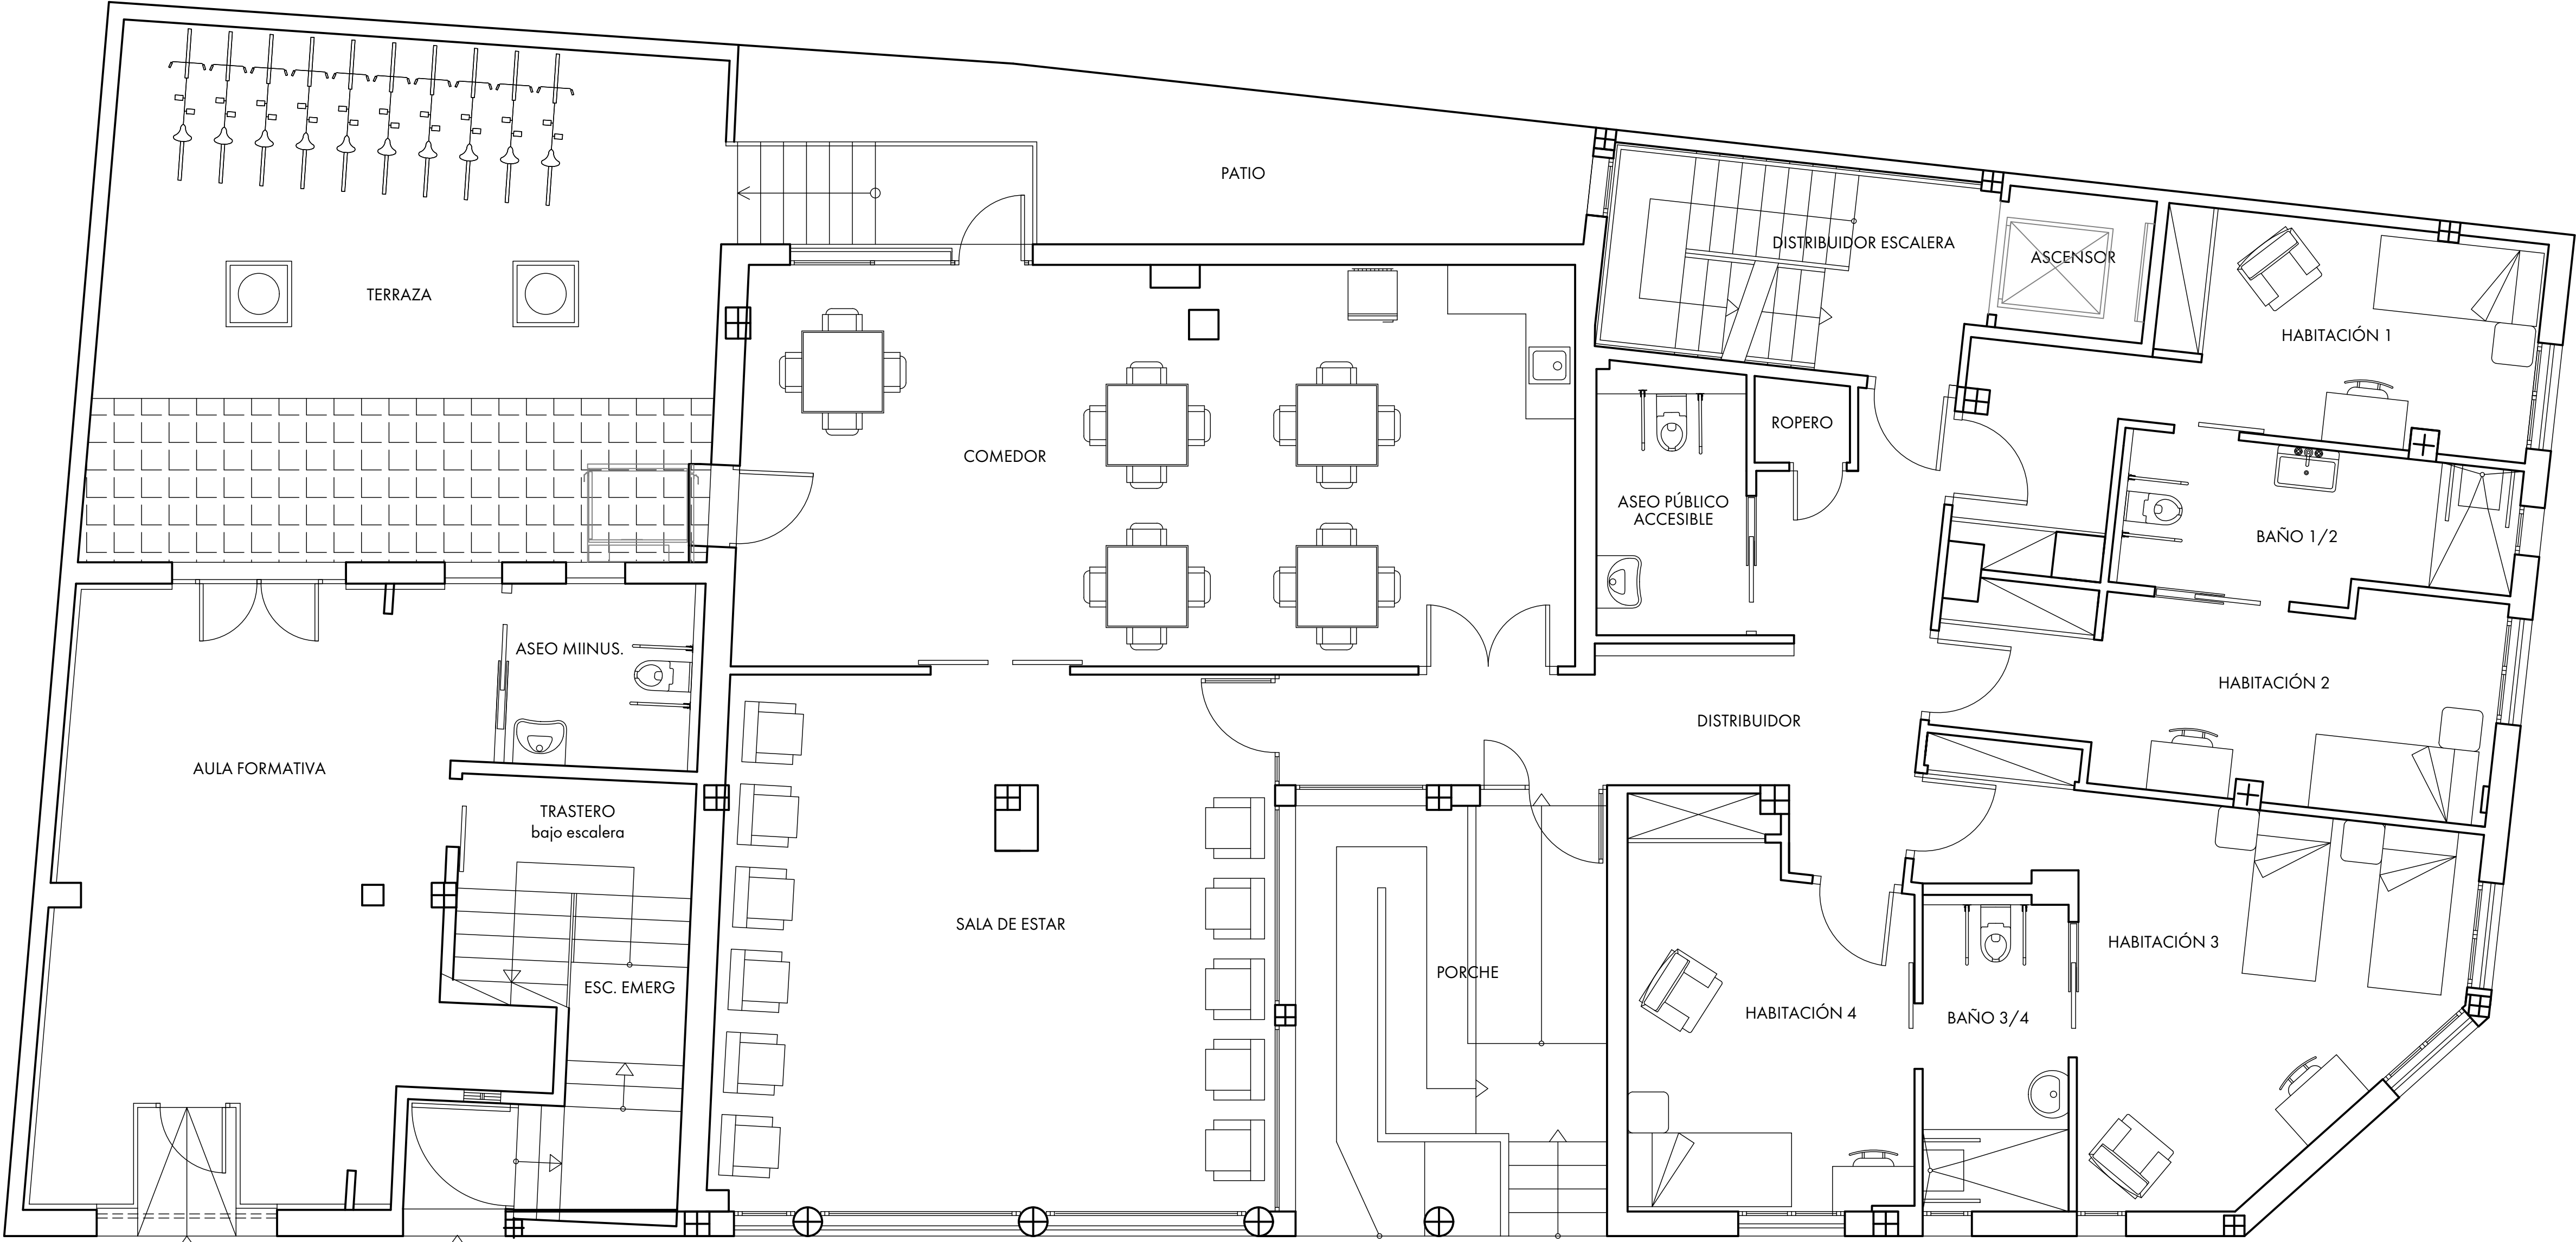 PATIO
DISTRIBUIDOR ESCALERA
ASCENSOR
TERRAZA
HABITACIÓN 1
ROPERO
COMEDOR
ASEO PÚBLICO
ACCESIBLE
BAÑO 1/2
ASEO MIINUS.
HABITACIÓN 2
DISTRIBUIDOR
AULA FORMATIVA
TRASTERO
bajo escalera
SALA DE ESTAR
HABITACIÓN 3
PORCHE
ESC. EMERG
HABITACIÓN 4
BAÑO 3/4